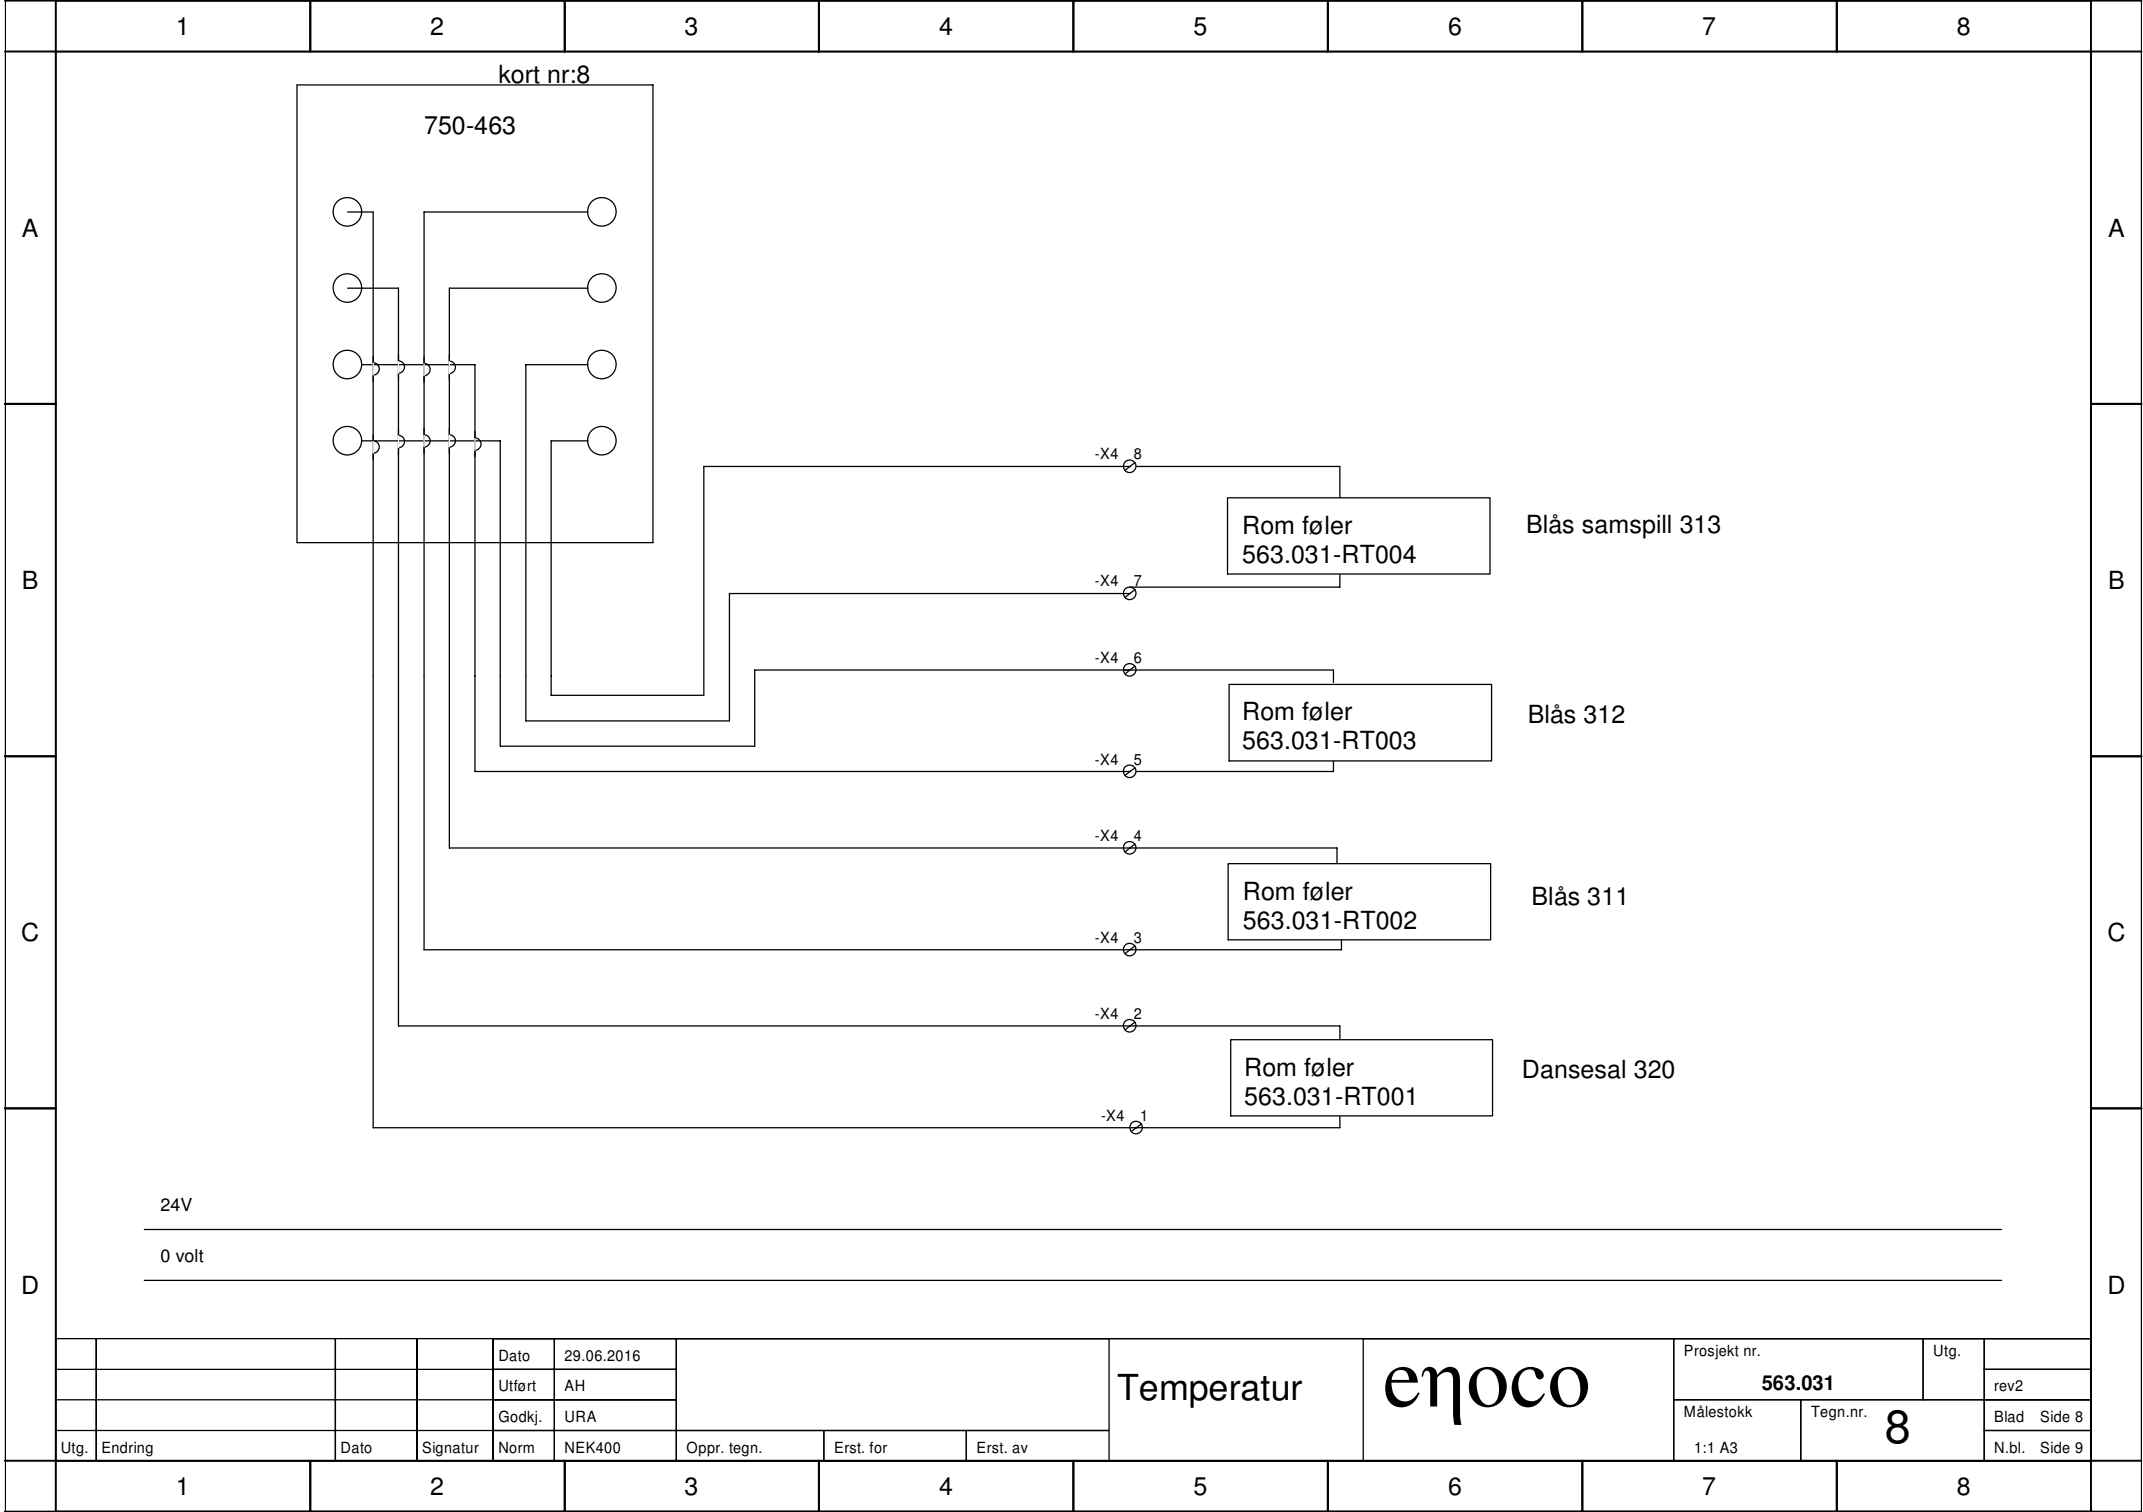 1 2 3 4 5 6 7 8
kort nr:8
750-463
A A
-X4 8
Rom føler
563.031-RT004
Blås samspill 313
B B
-X4 7
-X4 6
Rom føler
563.031-RT003
Blås 312
-X4 5
-X4 4
Rom føler
563.031-RT002
Blås 311
C C
-X4 3
-X4 2
Rom føler
563.031-RT001
Dansesal 320
-X4 1
24V
0 volt
D D
Dato 29.06.2016
Utført AH
Godkj. URA
Utg. Endring Dato Signatur Norm NEK400 Oppr. tegn. Erst. for Erst. av
Temperatur
eηoco
Prosjekt nr. Utg.
563.031
rev2
Målestokk Tegn.nr. 8
Blad Side 8
1:1 A3
N.bl. Side 9
1 2 3 4 5 6 7 8